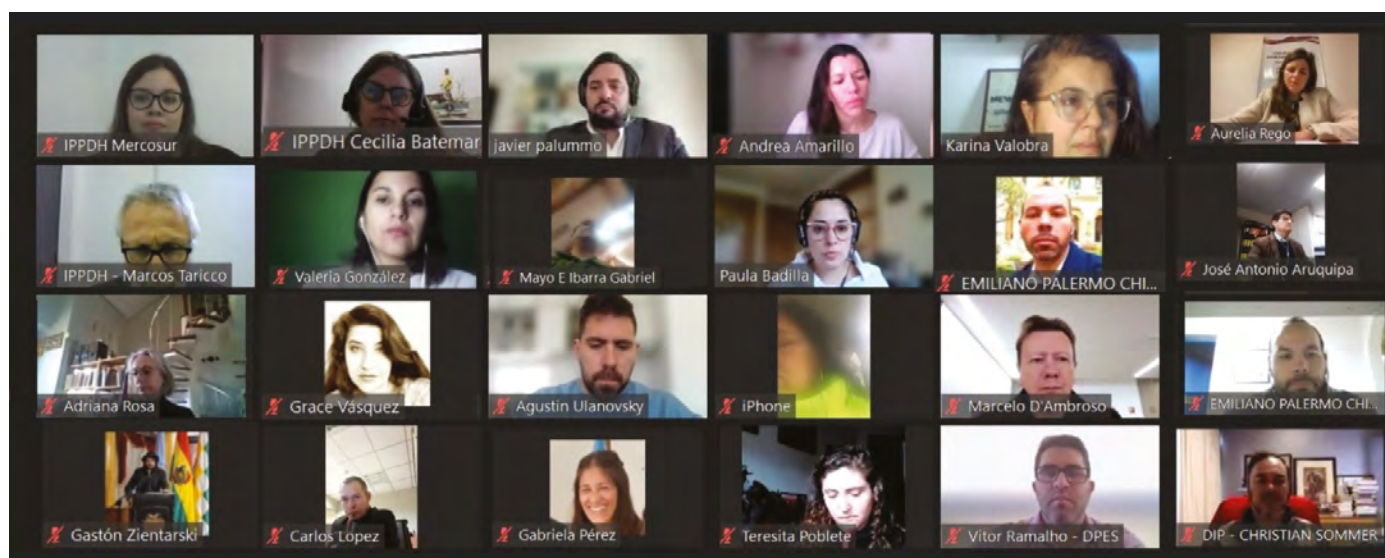 IPPDH Mercosur
IPPDH Cecilia Batemar
javier palummo
Andrea Amarillo
Karina Valobra
Aurelia Rego
IPPDH - Marcos Taricco
Valeria González
Mayo E Ibarra Gabriel
Paula Badilla
EMILIANO PALERMO CHI...
José Antonio Aruquipa
Adriana Rosa
Grace Vásquez
Agustin Ulanovsky
iPhone
Marcelo D'Ambroso
EMILIANO PALERMO CHI...
Gastón Zientarski
Carlos Lopez
Gabriela Pérez
Teresita Poblete
Vitor Ramalho - DPES
DIP - CHRISTIAN SOMMER